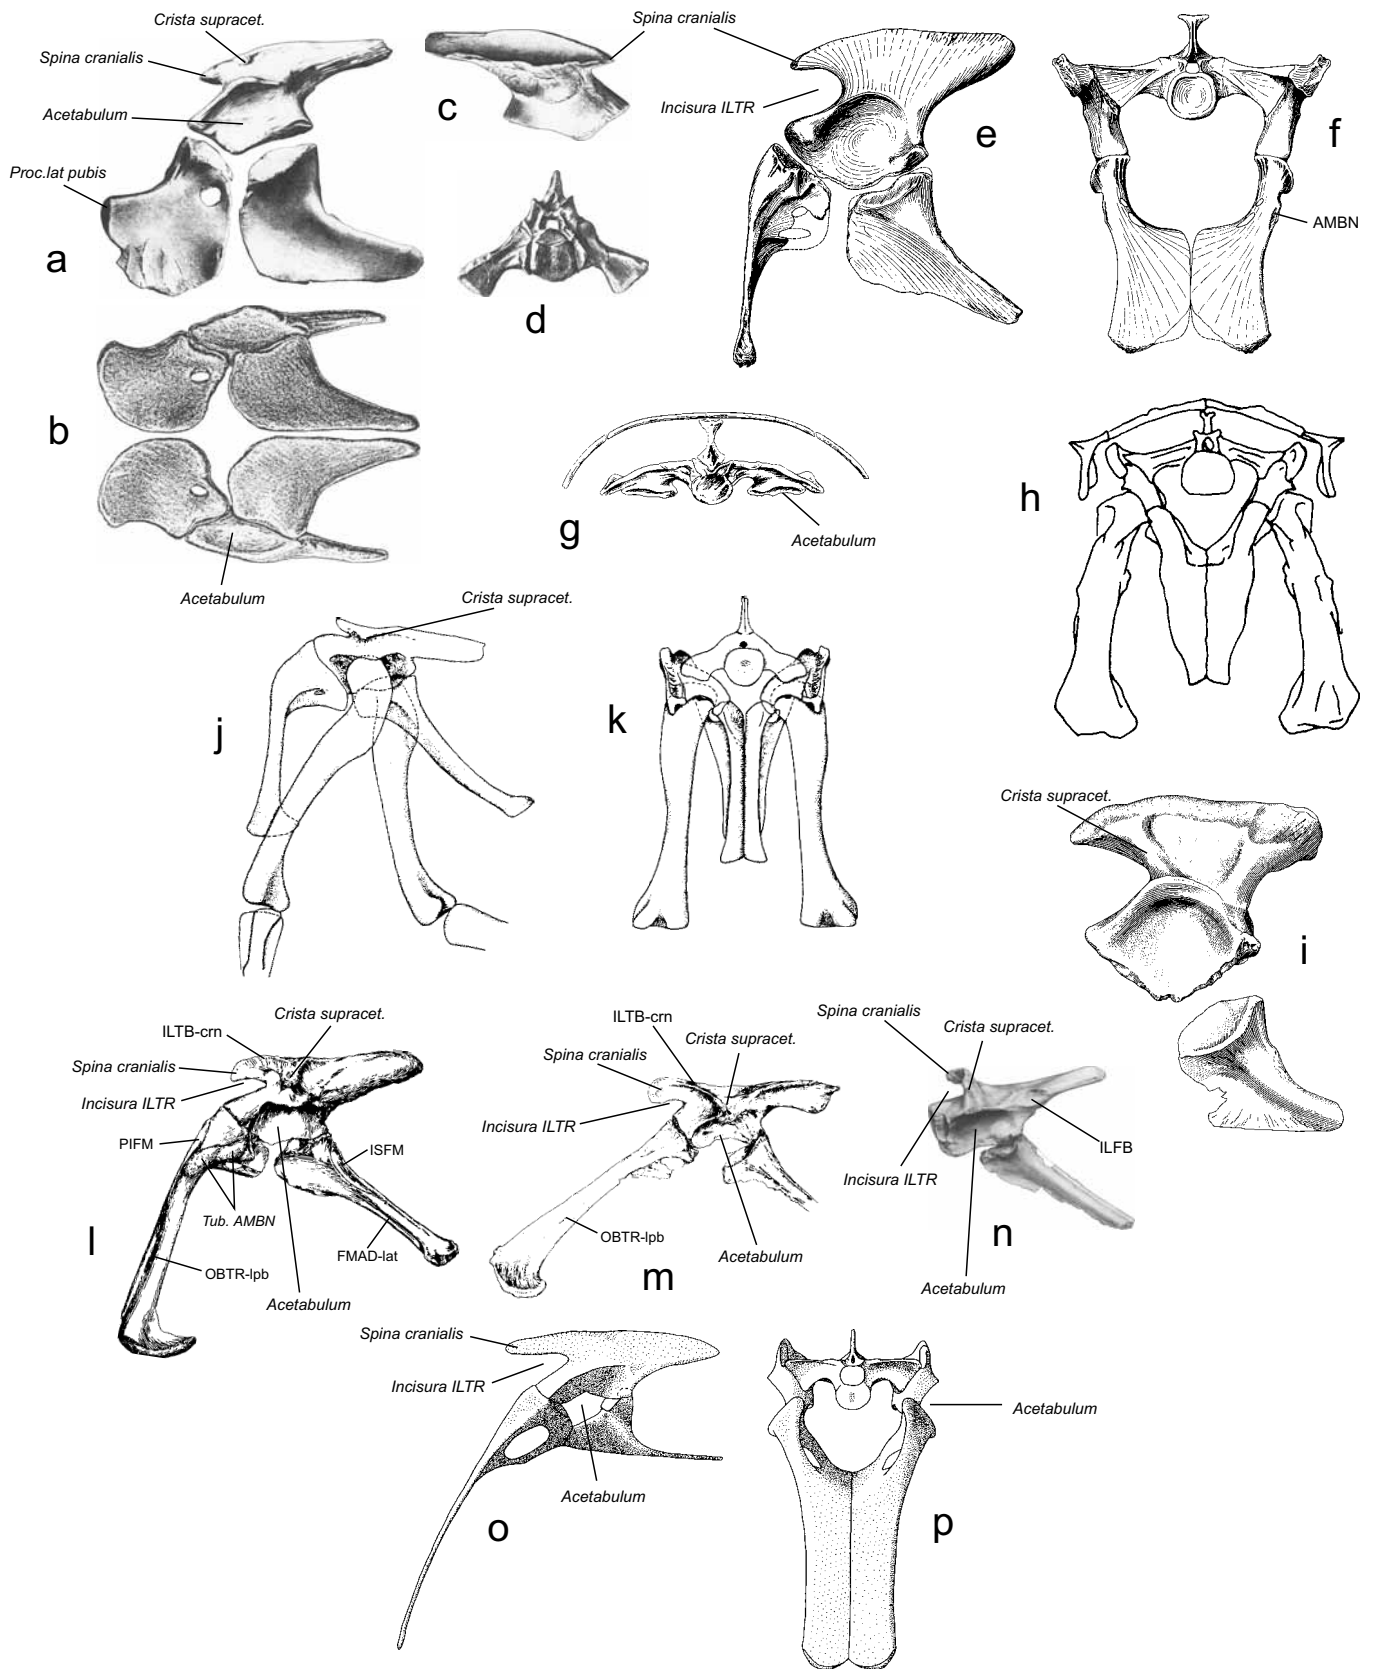 Crista supracet.
Spina cranialis
Acetabulum
Proc.lat pubis
a
c
Spina cranialis
Incisura ILTR
e
f
AMBN
d
b
Acetabulum
g
Acetabulum
h
Crista supracet.
j
k
Crista supracet.
i
ILTB-crn
Crista supracet.
Spina cranialis
Incisura ILTR
PIFM
ISFM
Tub. AMBN
FMAD-lat
OBTR-lpb
Acetabulum
l
ILTB-crn
Crista supracet.
Spina cranialis
Incisura ILTR
OBTR-lpb
Acetabulum
m
Spina cranialis
Crista supracet.
ILFB
Incisura ILTR
n
Acetabulum
Spina cranialis
Incisura ILTR
Acetabulum
o
Acetabulum
p